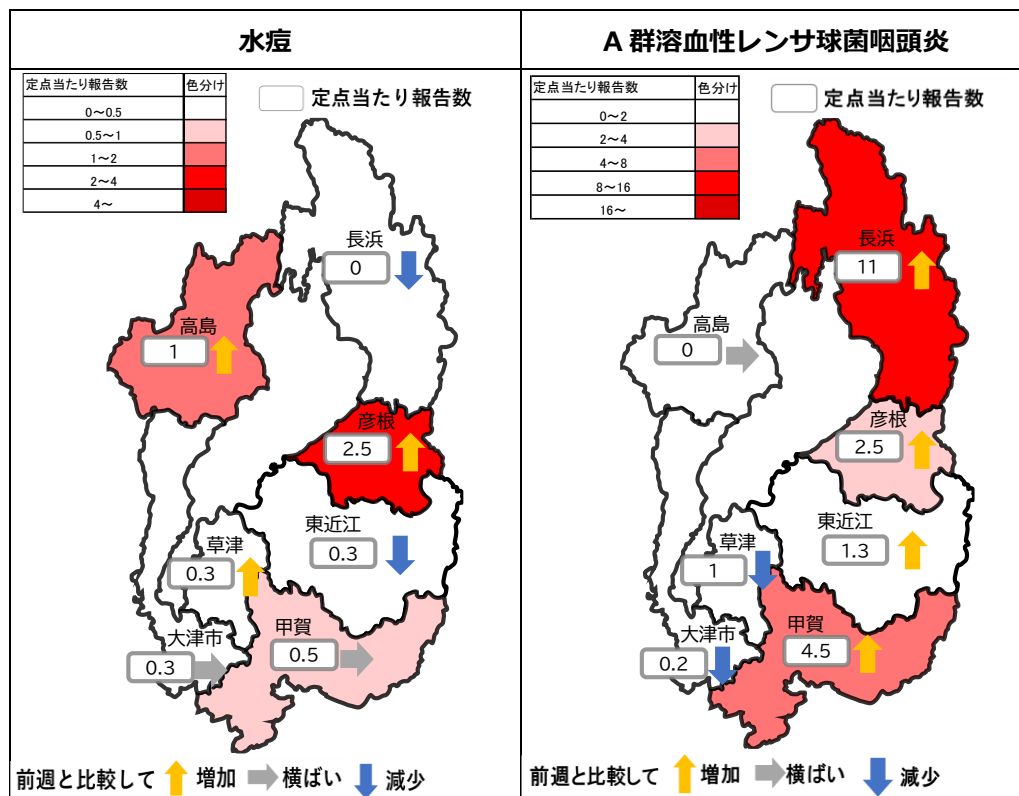 水痘
定点当たり報告数 色分け
0～0.5
0.5～1
1～2
2～4
4～
定点当たり報告数
長浜
0
高島
1
彦根
2.5
東近江
0.3
草津
0.3
甲賀
0.5
大津市
0.3
前週と比較して 増加 横ばい 減少
A群溶血性レンサ球菌咽頭炎
定点当たり報告数 色分け
0～2
2～4
4～8
8～16
16～
定点当たり報告数
長浜
11
高島
0
彦根
2.5
東近江
1.3
草津
1
甲賀
4.5
大津市
0.2
前週と比較して 増加 横ばい 減少